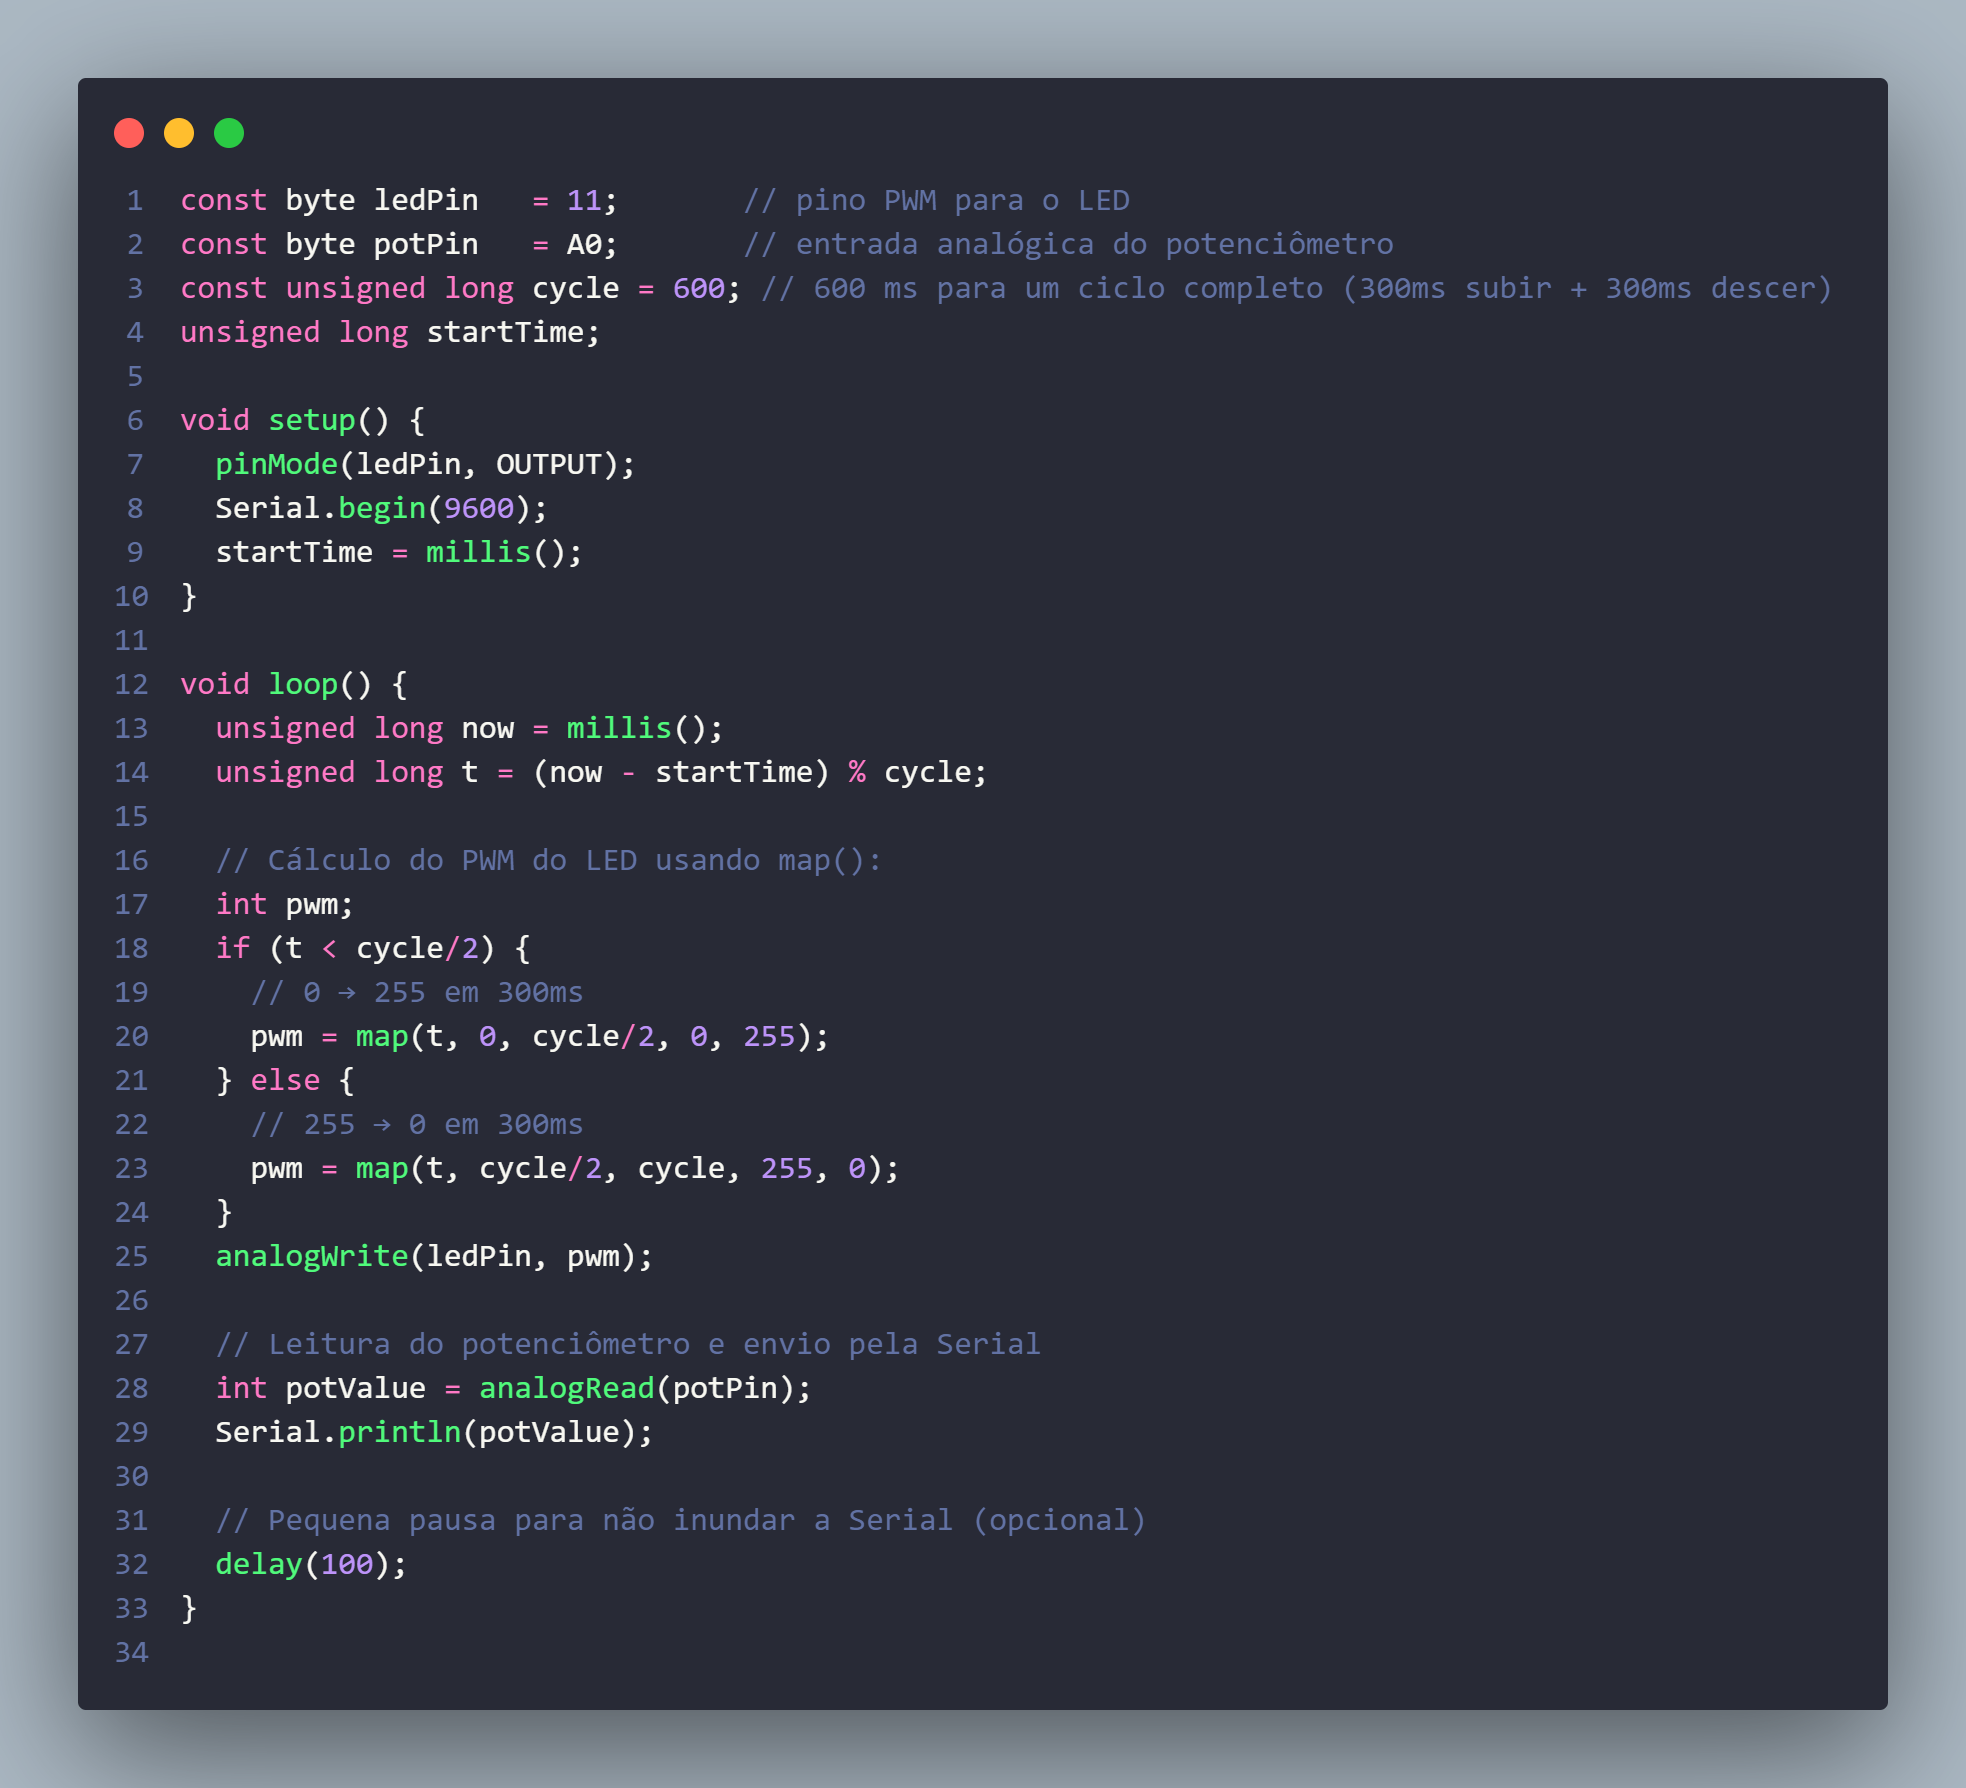 1 const byte ledPin   = 11;       // pino PWM para o LED
2 const byte potPin   = A0;       // entrada analógica do potenciômetro
3 const unsigned long cycle = 600; // 600 ms para um ciclo completo (300ms subir + 300ms descer)
4 unsigned long startTime;
5
6 void setup() {
7   pinMode(ledPin, OUTPUT);
8   Serial.begin(9600);
9   startTime = millis();
10 }
11
12 void loop() {
13   unsigned long now = millis();
14   unsigned long t = (now - startTime) % cycle;
15
16   // Cálculo do PWM do LED usando map():
17   int pwm;
18   if (t < cycle/2) {
19     // 0 → 255 em 300ms
20     pwm = map(t, 0, cycle/2, 0, 255);
21   } else {
22     // 255 → 0 em 300ms
23     pwm = map(t, cycle/2, cycle, 255, 0);
24   }
25   analogWrite(ledPin, pwm);
26
27   // Leitura do potenciômetro e envio pela Serial
28   int potValue = analogRead(potPin);
29   Serial.println(potValue);
30
31   // Pequena pausa para não inundar a Serial (opcional)
32   delay(100);
33 }
34